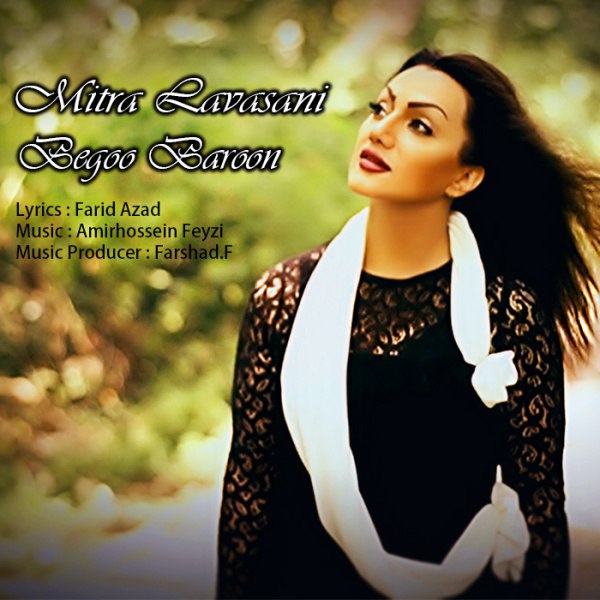 Mitra Lavasani
Begoo Baroon
Lyrics : Farid Azad
Music : Amirhossein Feyzi
Music Producer : Farshad.F